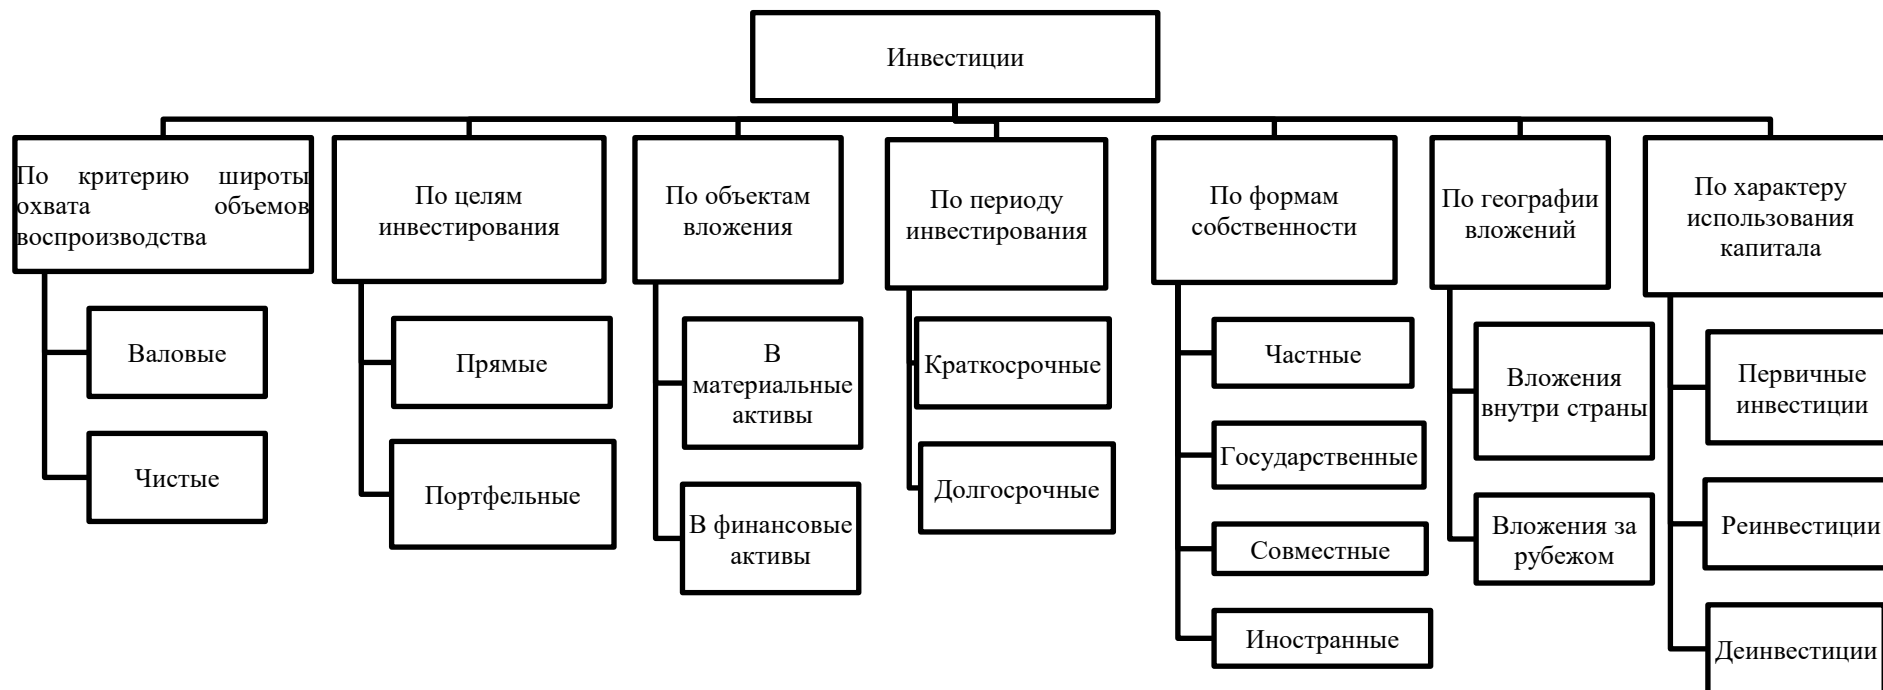 Инвестиции
По критерию широты
охвата объемов
воспроизводства
Валовые
Чистые
По целям
инвестирования
Прямые
Портфельные
По объектам
вложения
В
материальные
активы
В финансовые
активы
По периоду
инвестирования
Краткосрочные
Долгосрочные
По формам
собственности
Частные
Государственные
Совместные
Иностранные
По географии
вложений
Вложения
внутри страны
Вложения за
рубежом
По характеру
использования
капитала
Первичные
инвестиции
Реинвестиции
Деинвестиции